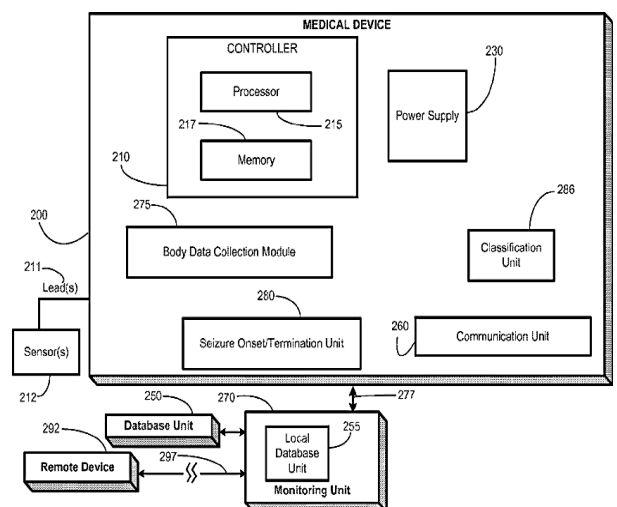 MEDICAL DEVICE
CONTROLLER
230
Processor
217
215
Power Supply
Memory
210
275
286
200
Body Data Collection Module
Classification
Unit
211
Lead(s)
280
260
Communication Unit
Sensor(s)
Seizure Onset/Termination Unit
212
250
270
277
292
Database Unit
255
Local
Database
Unit
Remote Device
297
Monitoring Unit